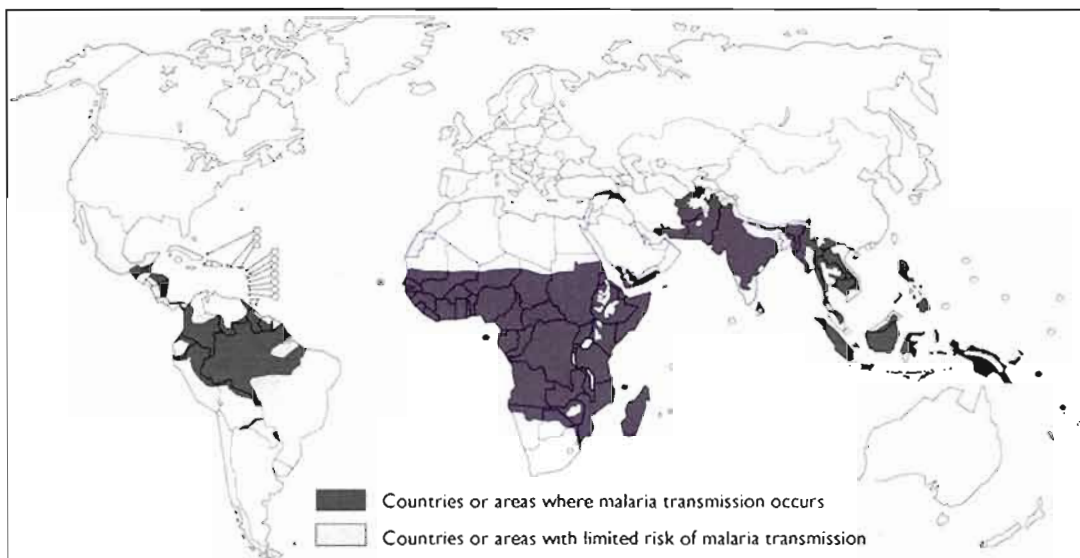 Countries or areas where malaria transmission occurs
Countries or areas with limited risk of malaria transmission